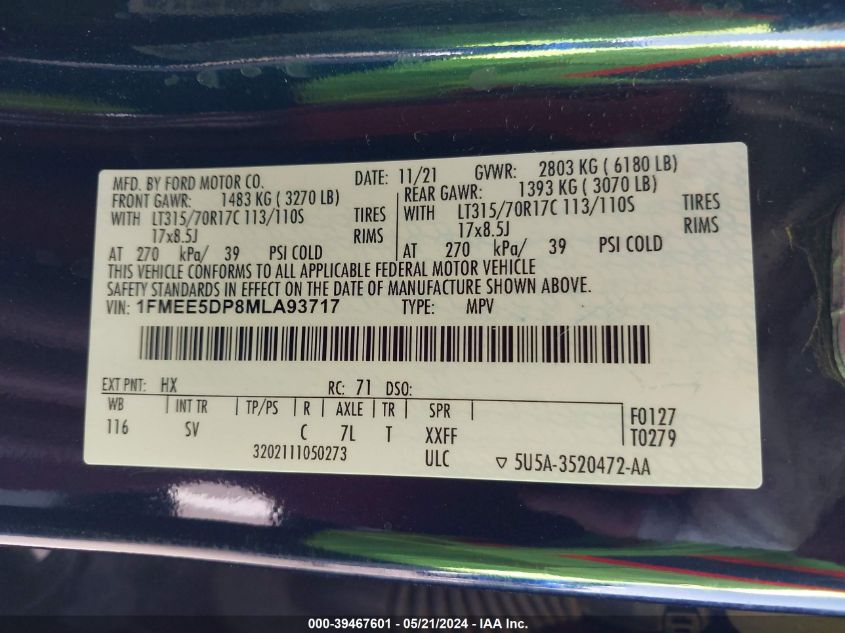 MFD. BY FORD MOTOR CO. DATE: 11/21 GVWR: 2803 KG ( 6180 LB)
FRONT GAWR: 1483 KG ( 3270 LB) REAR GAWR: 1393 KG ( 3070 LB)
WITH LT315/70R17C 113/110S TIRES WITH LT315/70R17C 113/110S TIRES
17x8.5J RIMS 17x8.5J RIMS
AT 270 kPa/ 39 PSI COLD AT 270 kPa/ 39 PSI COLD
THIS VEHICLE CONFORMS TO ALL APPLICABLE FEDERAL MOTOR VEHICLE
SAFETY STANDARDS IN EFFECT ON THE DATE OF MANUFACTURE SHOWN ABOVE.
VIN: 1FMEE5DP8MLA93717 TYPE: MPV
EXT PNT: HX RC: 71 DSO:
WB INT TR TP/PS R AXLE TR SPR F0127
116 SV C 7L T XXFF T0279
3202111050273 ULC 5U5A-3520472-AA
000-39467601 / 05/21/2024 - IAA Inc.